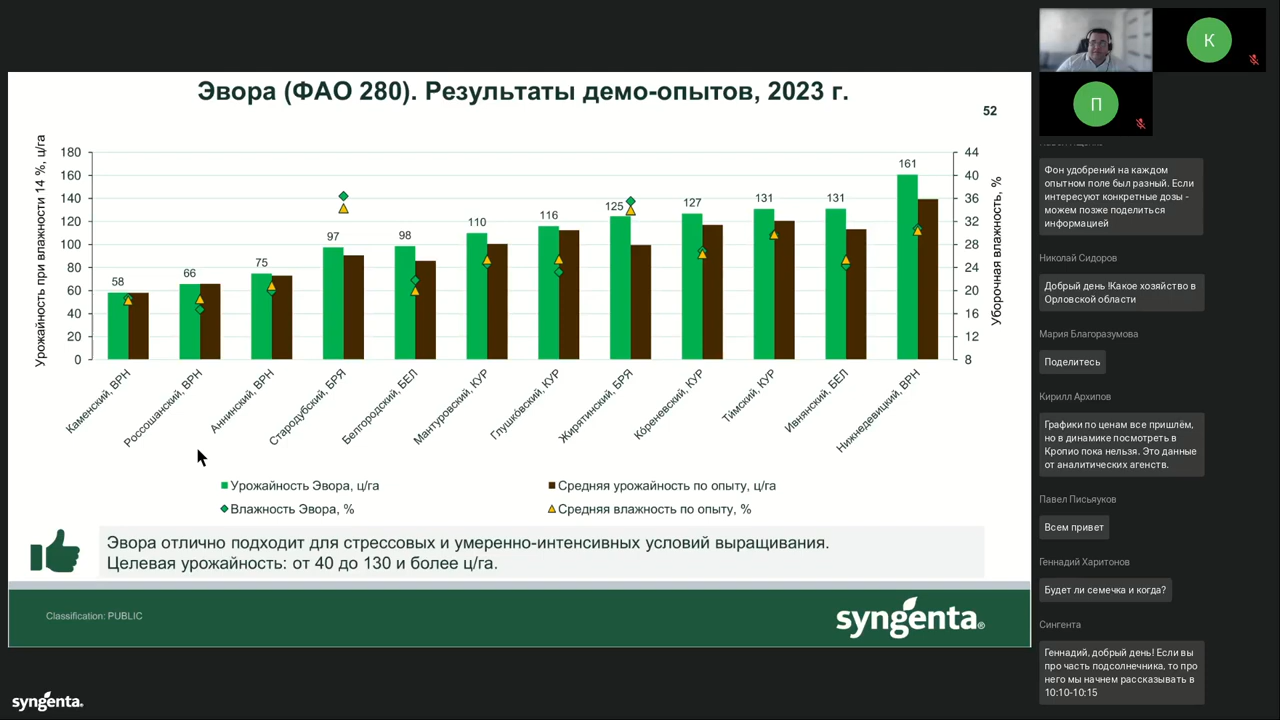 Эвора (ФАО 280). Результаты демо-опытов, 2023 г.
52
Урожайность при влажности 14 %, ц/га
180
160
140
120
100
80
60
40
20
0
58
66
75
97
98
110
116
125
127
131
131
161
44
40
36
32
28
24
20
16
12
8
Уборочная влажность, %
Каменский, ВРН
Россошанский, ВРН
Аннинский, ВРН
Стародубский, БРЯ
Белгородский, БЕЛ
Мантуровский, КУР
Глушковский, КУР
Жирятинский, БРЯ
Кореневский, КУР
Тимский, КУР
Ивнянский, БЕЛ
Нижнедевицкий, ВРН
Урожайность Эвора, ц/га
Средняя урожайность по опыту, ц/га
Влажность Эвора, %
Средняя влажность по опыту, %
Эвора отлично подходит для стрессовых и умеренно-интенсивных условий выращивания.
Целевая урожайность: от 40 до 130 и более ц/га.
Classification: PUBLIC
syngenta®
syngenta
К
П
Фон удобрений на каждом
опытном поле был разный. Если
интересуют конкретные дозы -
можем позже поделиться
информацией
Николай Сидоров
Добрый день !Какое хозяйство в
Орловской области
Мария Благоразумова
Поделитесь
Кирилл Архипов
Графики по ценам все пришлём,
но в динамике посмотреть в
Кропио пока нельзя. Это данные
от аналитических агенств.
Павел Письяуков
Всем привет
Геннадий Харитонов
Будет ли семечка и когда?
Сингента
Геннадий, добрый день! Если вы
про часть подсолнечника, то про
него мы начнем рассказывать в
10:10-10:15